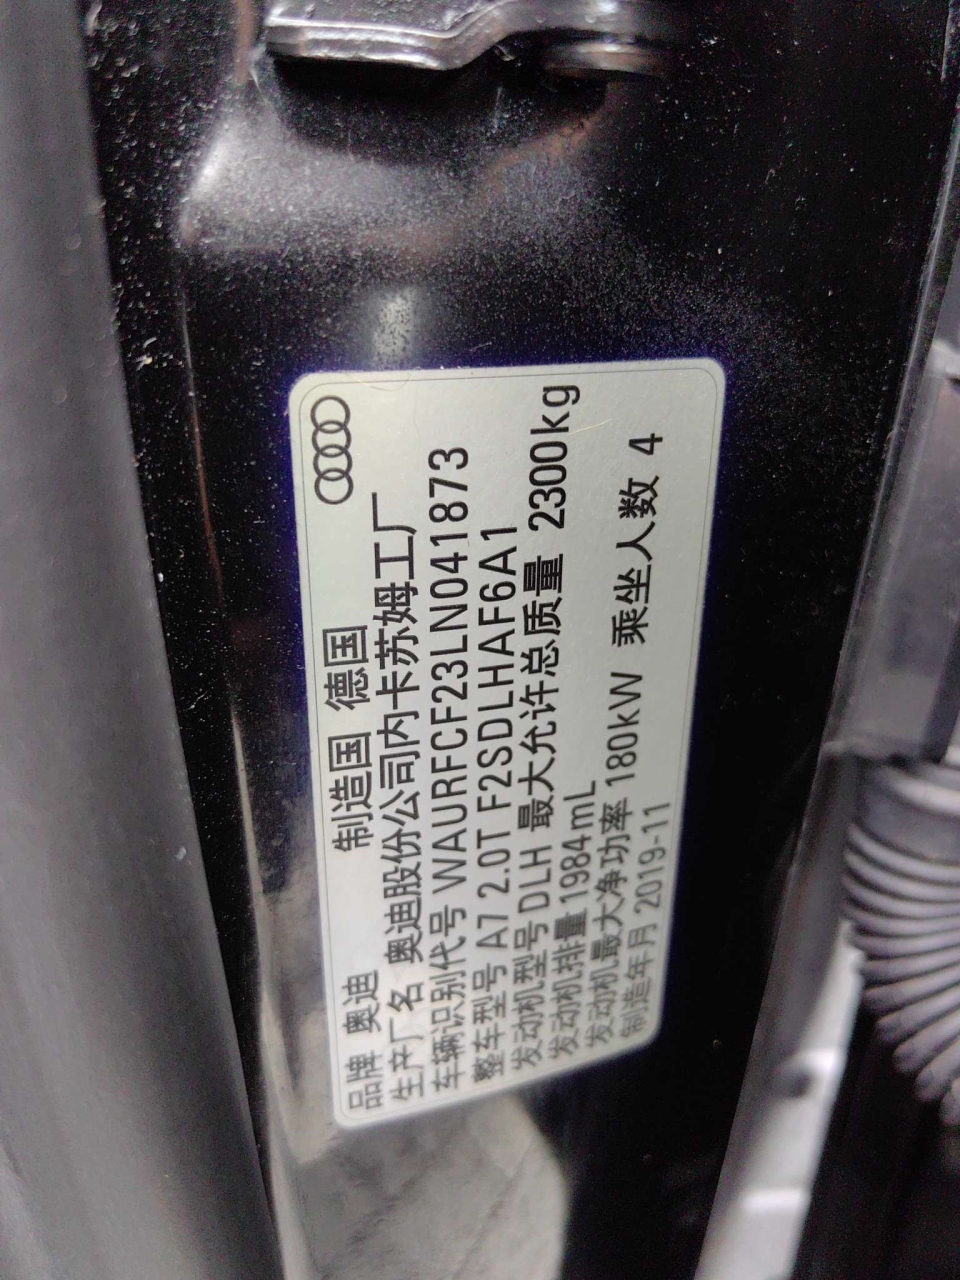 品牌 奥迪 制造国 德国
生产厂名 奥迪股份公司内卡苏姆工厂
车辆识别代号 WAURFCF23LN041873
整车型号 A7 2.0T F2SDLHAF6A1
发动机型号 DLH 最大允许总质量 2300kg
发动机排量 1984mL
发动机最大净功率 180kW 乘坐人数 4
制造年月 2019-11